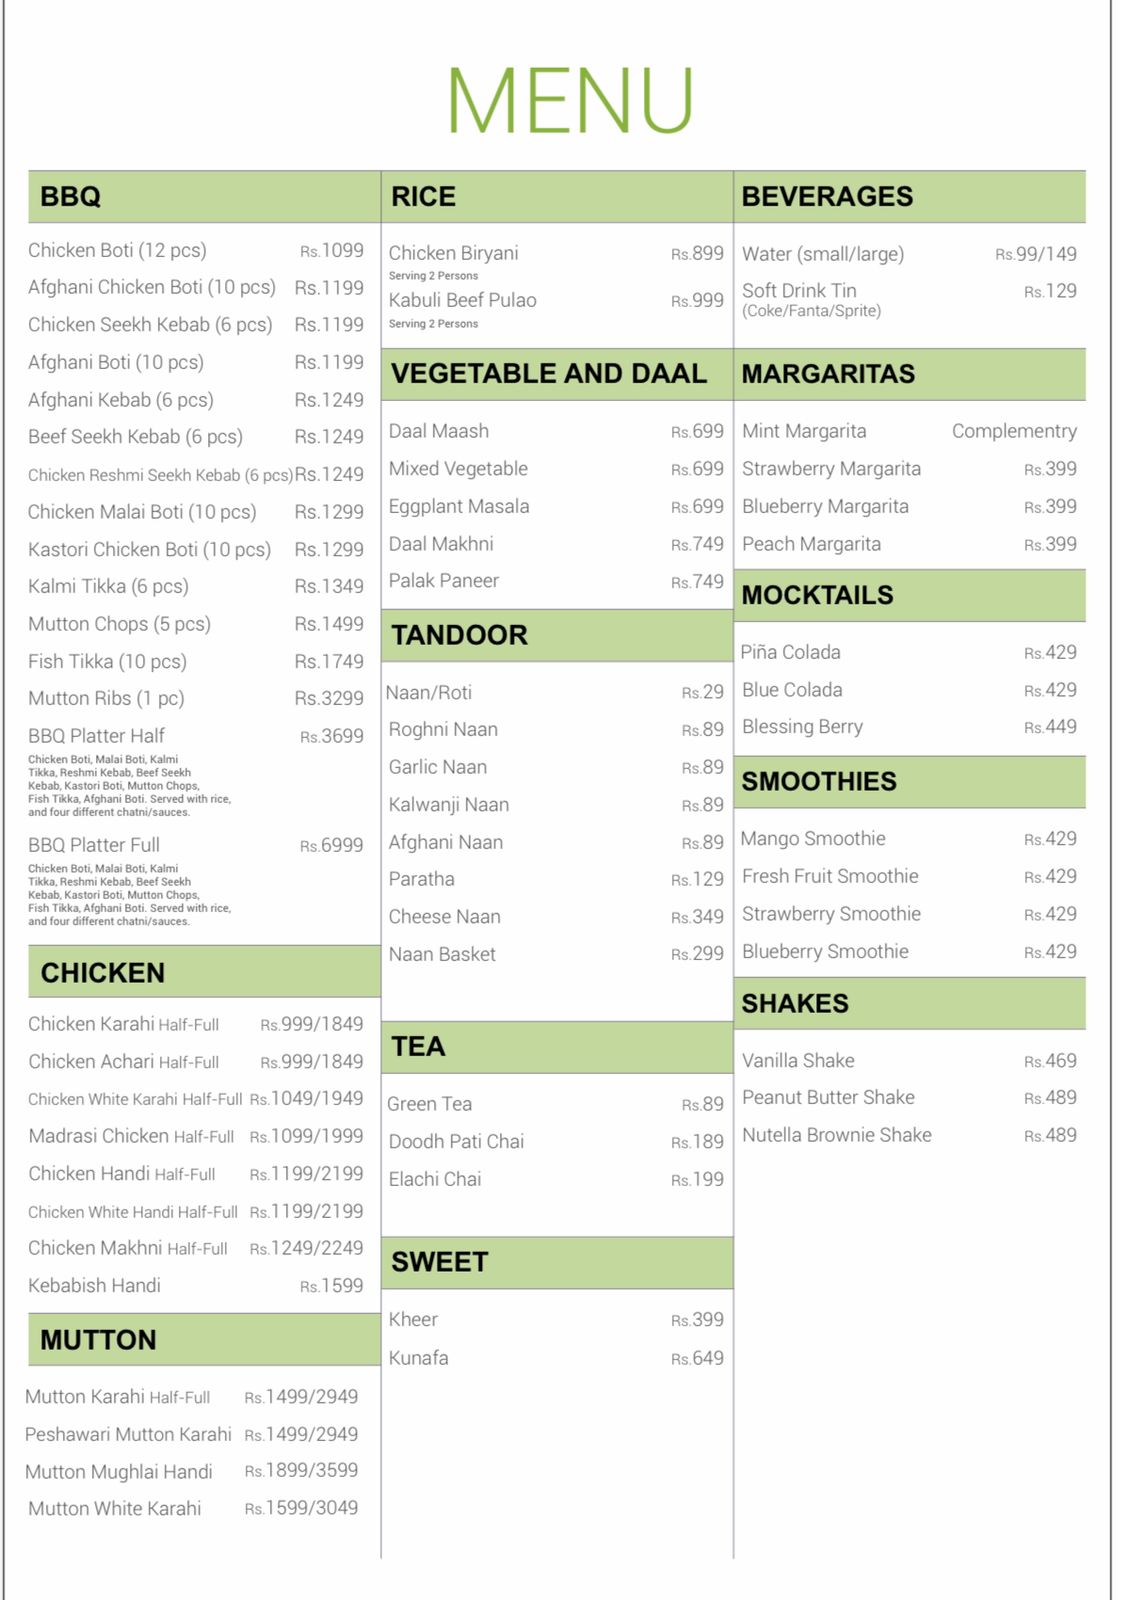 MENU
BBQ
Chicken Boti (12 pcs) Rs.1099
Afghani Chicken Boti (10 pcs) Rs.1199
Chicken Seekh Kebab (6 pcs) Rs.1199
Afghani Boti (10 pcs) Rs.1199
Afghani Kebab (6 pcs) Rs.1249
Beef Seekh Kebab (6 pcs) Rs.1249
Chicken Reshmi Seekh Kebab (6 pcs) Rs.1249
Chicken Malai Boti (10 pcs) Rs.1299
Kastori Chicken Boti (10 pcs) Rs.1299
Kalmi Tikka (6 pcs) Rs.1349
Mutton Chops (5 pcs) Rs.1499
Fish Tikka (10 pcs) Rs.1749
Mutton Ribs (1 pc) Rs.3299
BBQ Platter Half Rs.3699
Chicken Boti, Malai Boti, Kalmi
Tikka, Reshmi Kebab, Beef Seekh
Kebab, Kastori Boti, Mutton Chops,
Fish Tikka, Afghani Boti. Served with rice,
and four different chatni/sauces.
BBQ Platter Full Rs.6999
Chicken Boti, Malai Boti, Kalmi
Tikka, Reshmi Kebab, Beef Seekh
Kebab, Kastori Boti, Mutton Chops,
Fish Tikka, Afghani Boti. Served with rice,
and four different chatni/sauces.
CHICKEN
Chicken Karahi Half-Full Rs.999/1849
Chicken Achari Half-Full Rs.999/1849
Chicken White Karahi Half-Full Rs.1049/1949
Madrasi Chicken Half-Full Rs.1099/1999
Chicken Handi Half-Full Rs.1199/2199
Chicken White Handi Half-Full Rs.1199/2199
Chicken Makhni Half-Full Rs.1249/2249
Kebabish Handi Rs.1599
MUTTON
Mutton Karahi Half-Full Rs.1499/2949
Peshawari Mutton Karahi Rs.1499/2949
Mutton Mughlai Handi Rs.1899/3599
Mutton White Karahi Rs.1599/3049
RICE
Chicken Biryani Rs.899
Serving 2 Persons
Kabuli Beef Pulao Rs.999
Serving 2 Persons
VEGETABLE AND DAAL
Daal Maash Rs.699
Mixed Vegetable Rs.699
Eggplant Masala Rs.699
Daal Makhni Rs.749
Palak Paneer Rs.749
TANDOOR
Naan/Roti Rs.29
Roghni Naan Rs.89
Garlic Naan Rs.89
Kalwanji Naan Rs.89
Afghani Naan Rs.89
Paratha Rs.129
Cheese Naan Rs.349
Naan Basket Rs.299
TEA
Green Tea Rs.89
Doodh Pati Chai Rs.189
Elachi Chai Rs.199
SWEET
Kheer Rs.399
Kunafa Rs.649
BEVERAGES
Water (small/large) Rs.99/149
Soft Drink Tin Rs.129
(Coke/Fanta/Sprite)
MARGARITAS
Mint Margarita Complementry
Strawberry Margarita Rs.399
Blueberry Margarita Rs.399
Peach Margarita Rs.399
MOCKTAILS
Piña Colada Rs.429
Blue Colada Rs.429
Blessing Berry Rs.449
SMOOTHIES
Mango Smoothie Rs.429
Fresh Fruit Smoothie Rs.429
Strawberry Smoothie Rs.429
Blueberry Smoothie Rs.429
SHAKES
Vanilla Shake Rs.469
Peanut Butter Shake Rs.489
Nutella Brownie Shake Rs.489